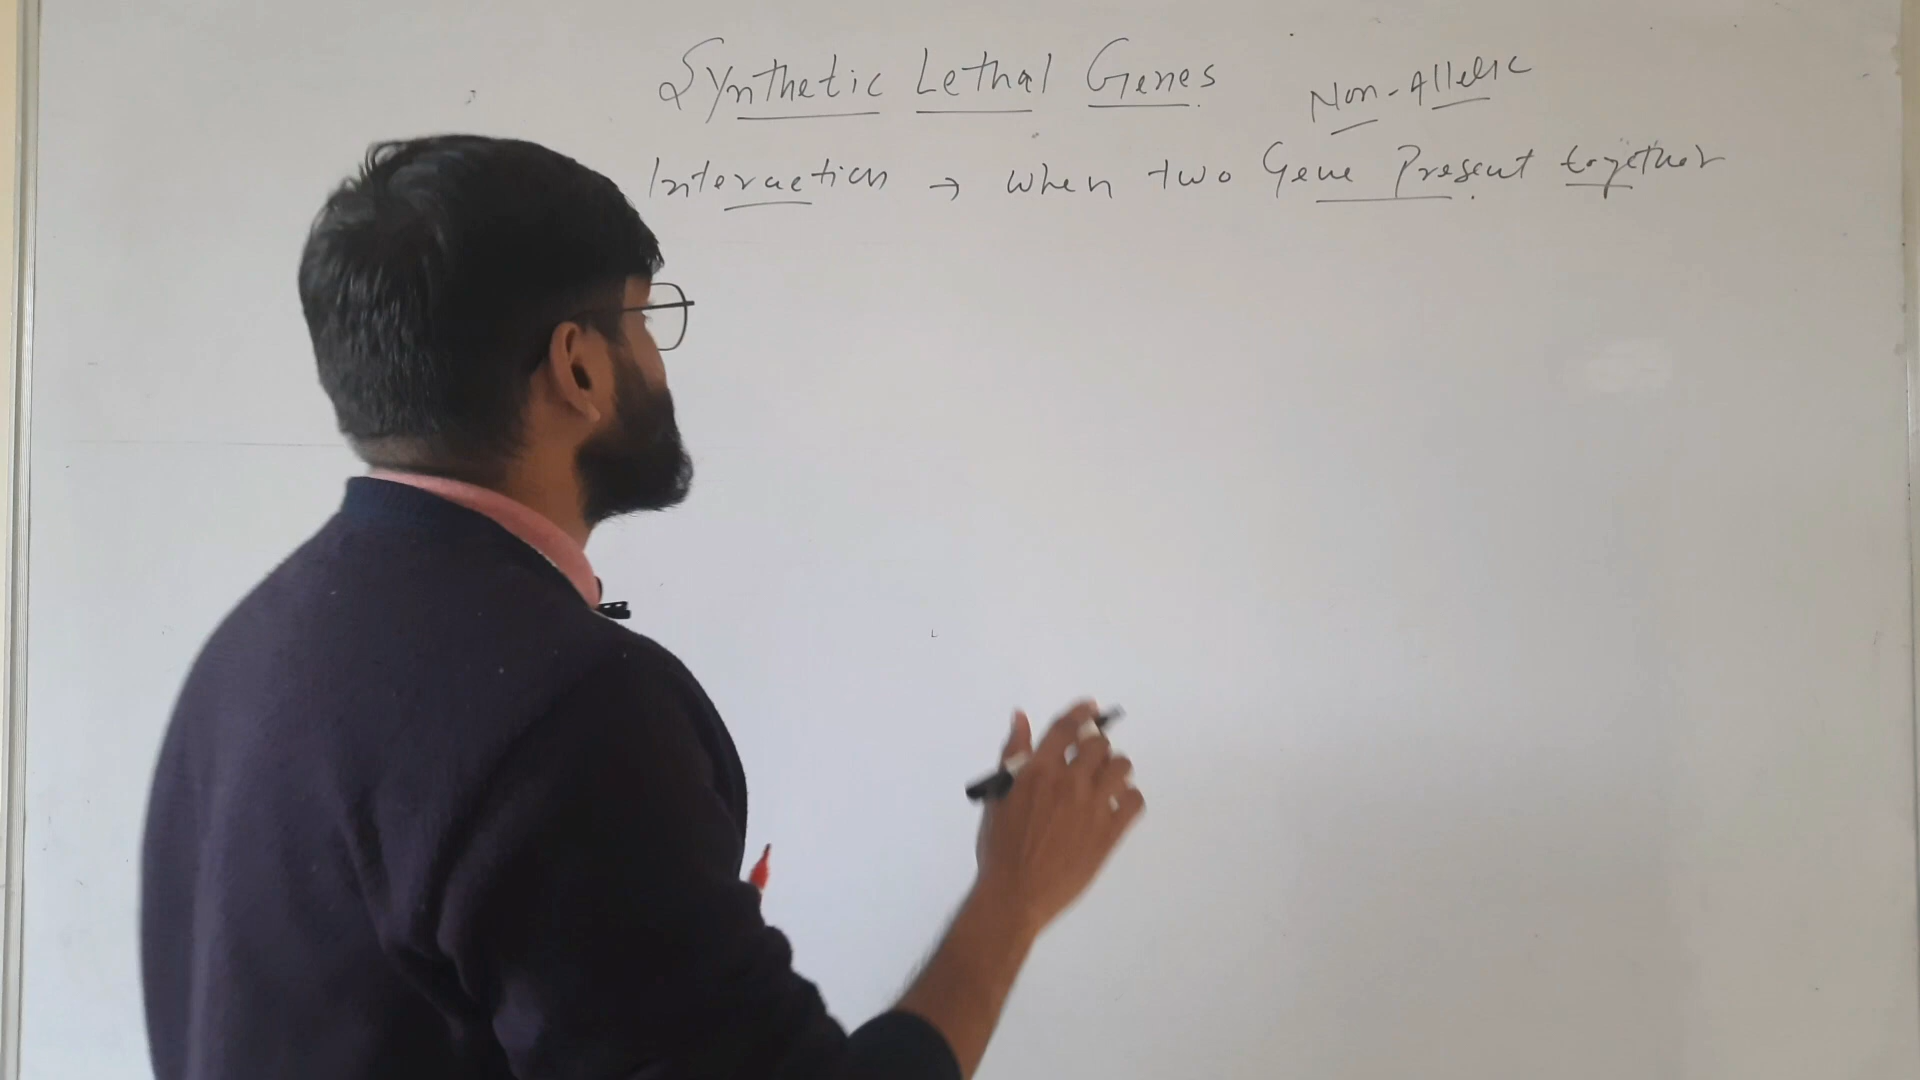 Synthetic Lethal Genes Non-Allelic
Interaction → when two Gene Present together